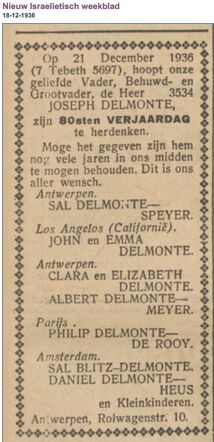 Nieuw Israelietisch weekblad
18-12-1936
Op 21 December 1936
(7 Tebeth 5697), hoopt onze
geliefde Vader, Behuwd- en
Grootvader, de Heer 3534
JOSEPH DELMONTE,
zijn 80sten VERJAARDAG
te herdenken.
Moge het gegeven zijn hem
nog vele jaren in ons midden
te mogen behouden. Dit is ons
aller wensch.
Antwerpen.
SAL DELMONTE—
SPEYER.
Los Angelos (Californië).
JOHN en EMMA
DELMONTE.
Antwerpen.
CLARA en ELIZABETH
DELMONTE.
ALBERT DELMONTE—
MEYER.
Parijs.
PHILIP DELMONTE—
DE ROOY.
Amsterdam.
SAL BLITZ-DELMONTE.
DANIEL DELMONTE—
HEUS
en Kleinkinderen.
Antwerpen, Rolwagenstr. 10.